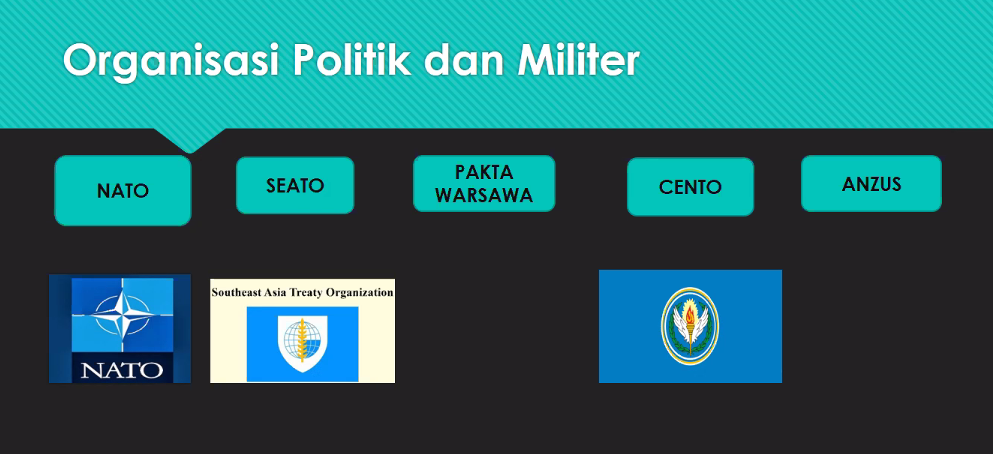 Organisasi Politik dan Militer
NATO
SEATO
PAKTA
WARSAWA
CENTO
ANZUS
NATO
Southeast Asia Treaty Organization